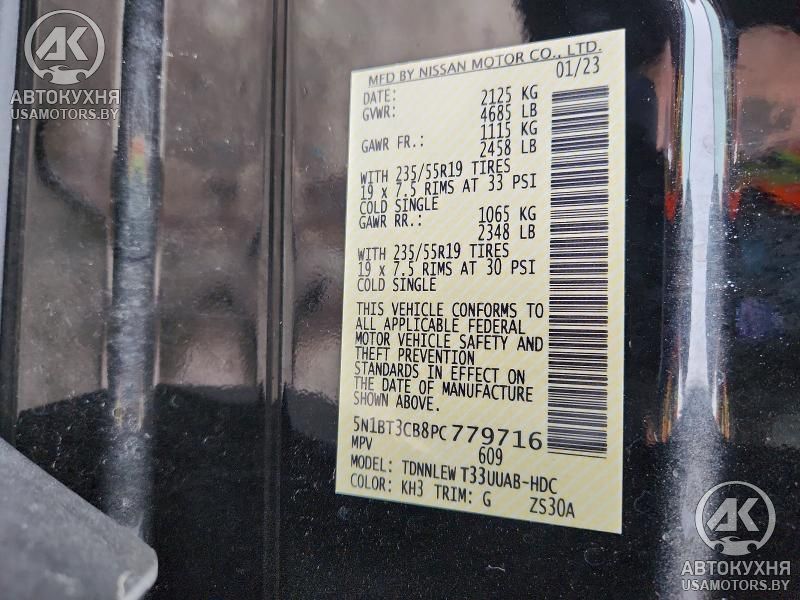 AK
АВТОКУХНЯ
USAMOTORS.BY
MFD BY NISSAN MOTOR CO., LTD.
DATE: 01/23
GVWR: 2125 KG
4685 LB
GAWR FR.: 1115 KG
2458 LB
WITH 235/55R19 TIRES
19 x 7.5 RIMS AT 33 PSI
COLD SINGLE
GAWR RR.: 1065 KG
2348 LB
WITH 235/55R19 TIRES
19 x 7.5 RIMS AT 30 PSI
COLD SINGLE
THIS VEHICLE CONFORMS TO
ALL APPLICABLE FEDERAL
MOTOR VEHICLE SAFETY AND
THEFT PREVENTION
STANDARDS IN EFFECT ON
THE DATE OF MANUFACTURE
SHOWN ABOVE.
5N1BT3CB8PC779716
MPV 609
MODEL: TDNNLEW T33UUAB-HDC
COLOR: KH3 TRIM: G ZS30A
AK
АВТОКУХНЯ
USAMOTORS.BY